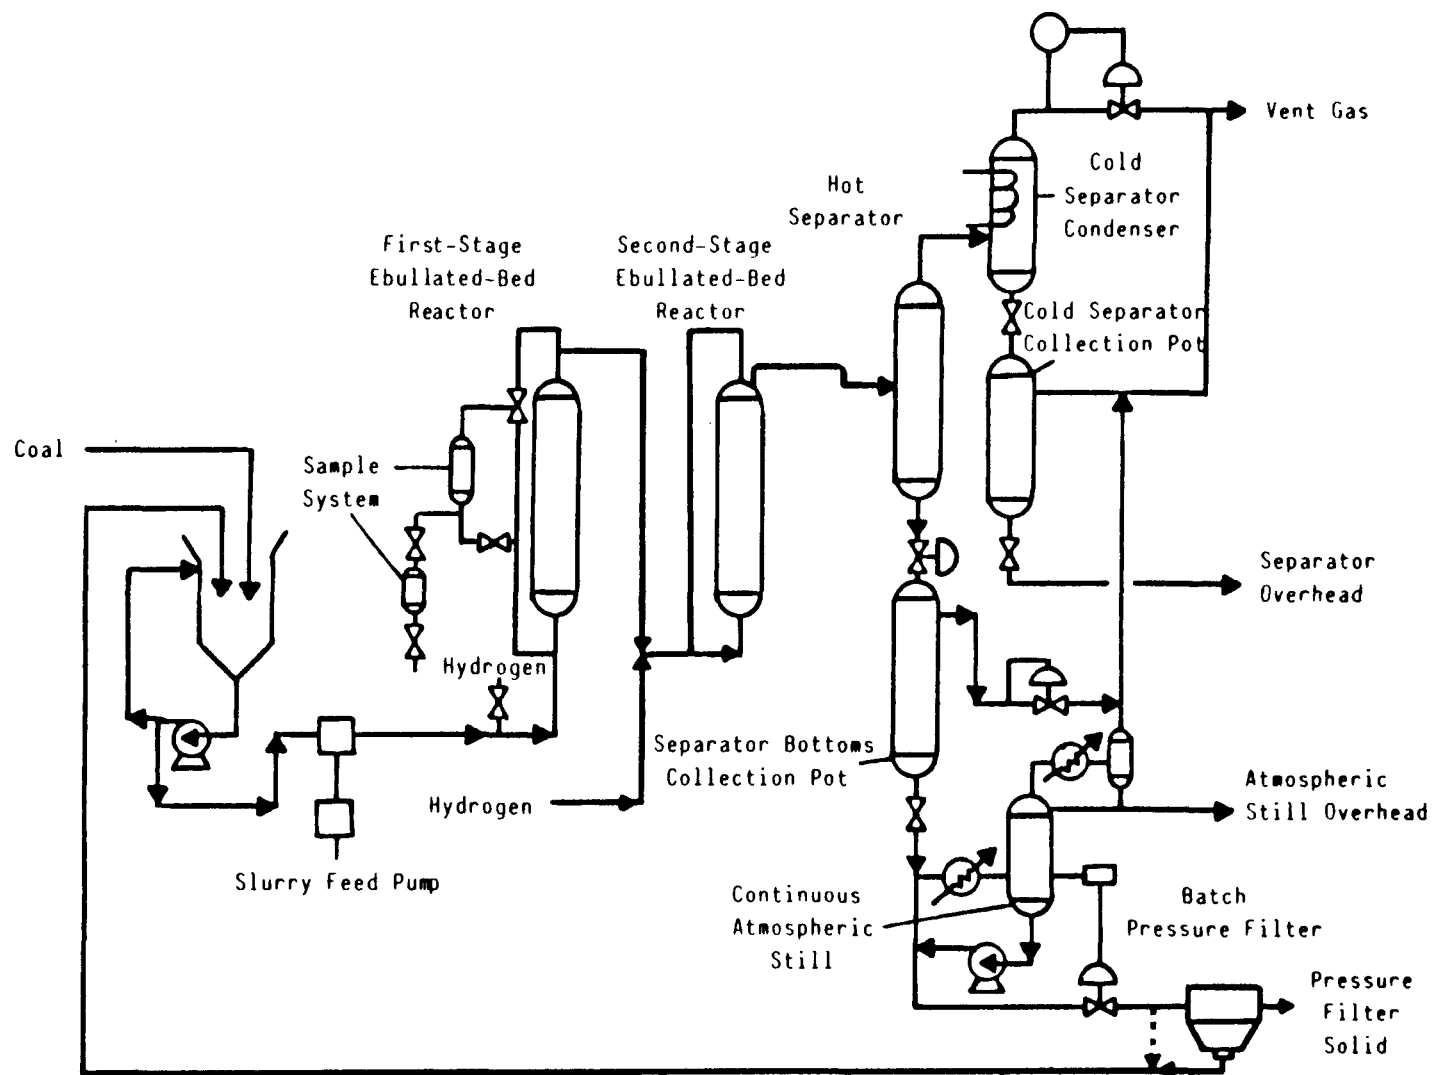 Vent Gas
Cold
Separator
Condenser
Hot
Separator
First-Stage
Ebullated-Bed
Reactor
Second-Stage
Ebullated-Bed
Reactor
Cold Separator
Collection Pot
Coal
Sample
System
Separator
Overhead
Hydrogen
Separator Bottoms
Collection Pot
Hydrogen
Atmospheric
Still Overhead
Slurry Feed Pump
Continuous
Atmospheric
Still
Batch
Pressure Filter
Pressure
Filter
Solid